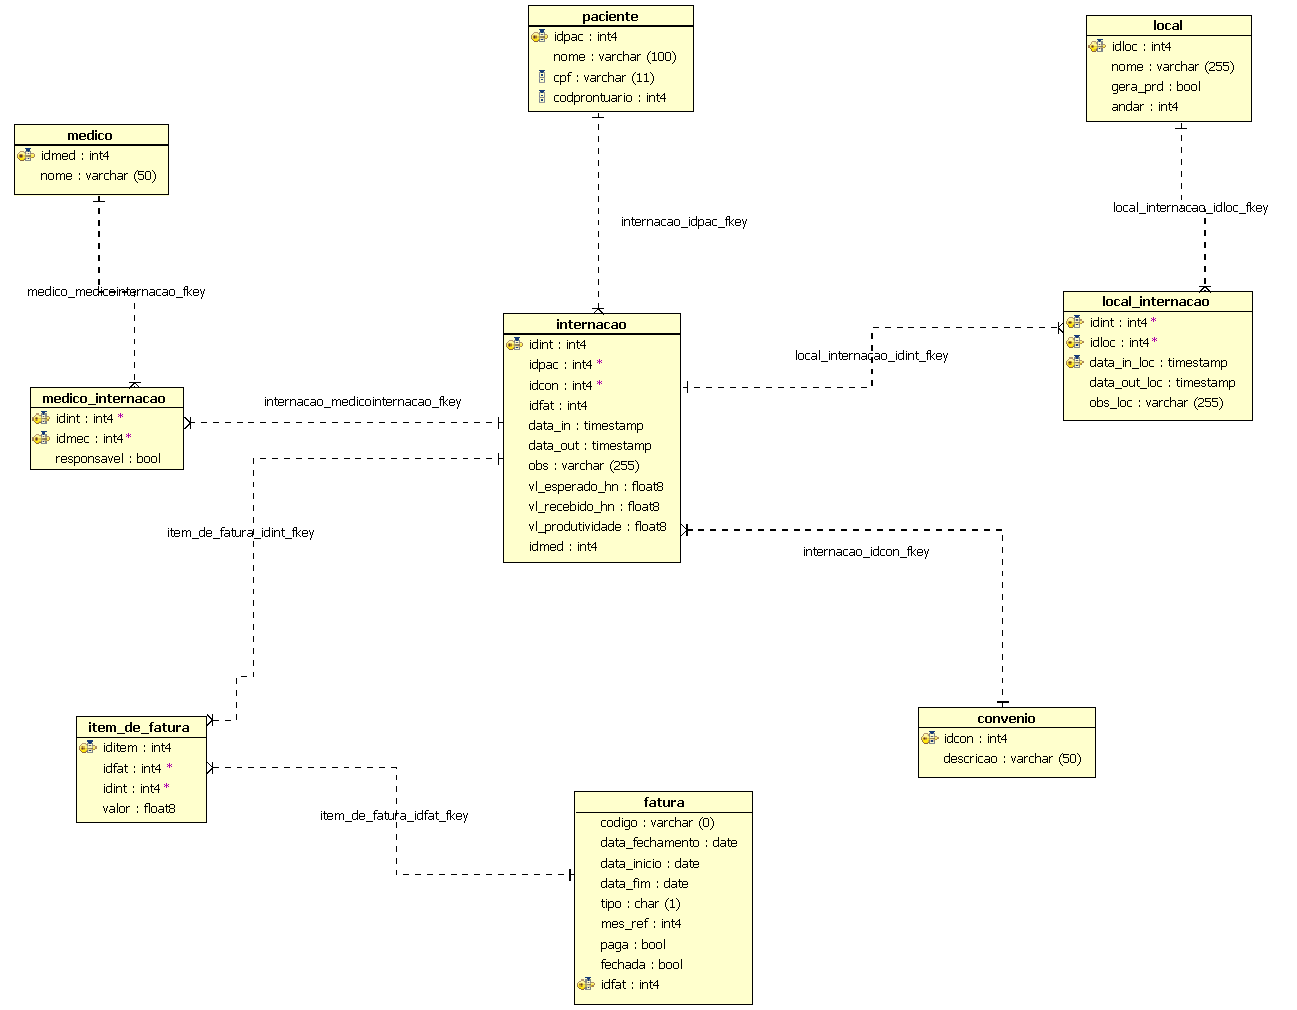 paciente
idpac : int4
nome : varchar (100)
cpf : varchar (11)
codprontuario : int4
local
idloc : int4
nome : varchar (255)
gera_prd : bool
andar : int4
medico
idmed : int4
nome : varchar (50)
internacao_idpac_fkey
local_internacao_idloc_fkey
medico_medicointernacao_fkey
local_internacao
idint : int4 *
idloc : int4 *
data_in_loc : timestamp
data_out_loc : timestamp
obs_loc : varchar (255)
internacao
idint : int4
idpac : int4 *
idcon : int4 *
idfat : int4
data_in : timestamp
data_out : timestamp
obs : varchar (255)
vl_esperado_hn : float8
vl_recebido_hn : float8
vl_produtividade : float8
idmed : int4
local_internacao_idint_fkey
medico_internacao
idint : int4 *
idmec : int4 *
responsavel : bool
internacao_medicointernacao_fkey
item_de_fatura_idint_fkey
internacao_idcon_fkey
item_de_fatura
iditem : int4
idfat : int4 *
idint : int4 *
valor : float8
convenio
idcon : int4
descricao : varchar (50)
item_de_fatura_idfat_fkey
fatura
codigo : varchar (0)
data_fechamento : date
data_inicio : date
data_fim : date
tipo : char (1)
mes_ref : int4
paga : bool
fechada : bool
idfat : int4